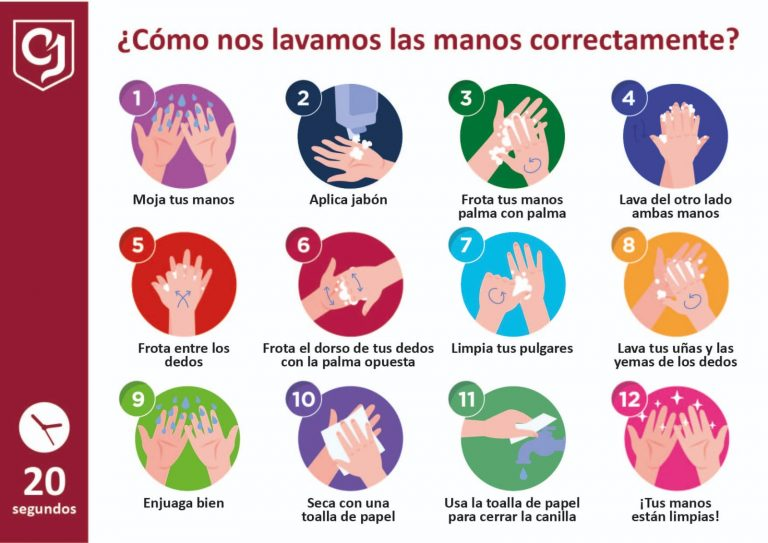 ¿Cómo nos lavamos las manos correctamente?
1
Moja tus manos
2
Aplica jabón
3
Frota tus manos
palma con palma
4
Lava del otro lado
ambas manos
5
Frota entre los
dedos
6
Frota el dorso de tus dedos
con la palma opuesta
7
Limpia tus pulgares
8
Lava tus uñas y las
yemas de los dedos
9
Enjuaga bien
10
Seca con una
toalla de papel
11
Usa la toalla de papel
para cerrar la canilla
12
¡Tus manos
están limpias!
20
segundos